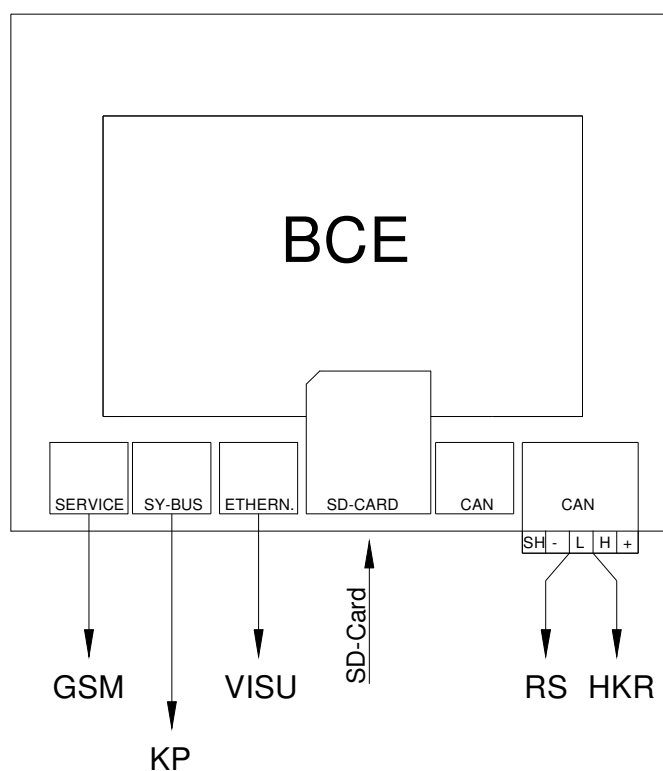 BCE
SERVICE SY-BUS ETHERN. SD-CARD CAN CAN
SH - L H +
SD-Card
GSM VISU RS HKR
KP